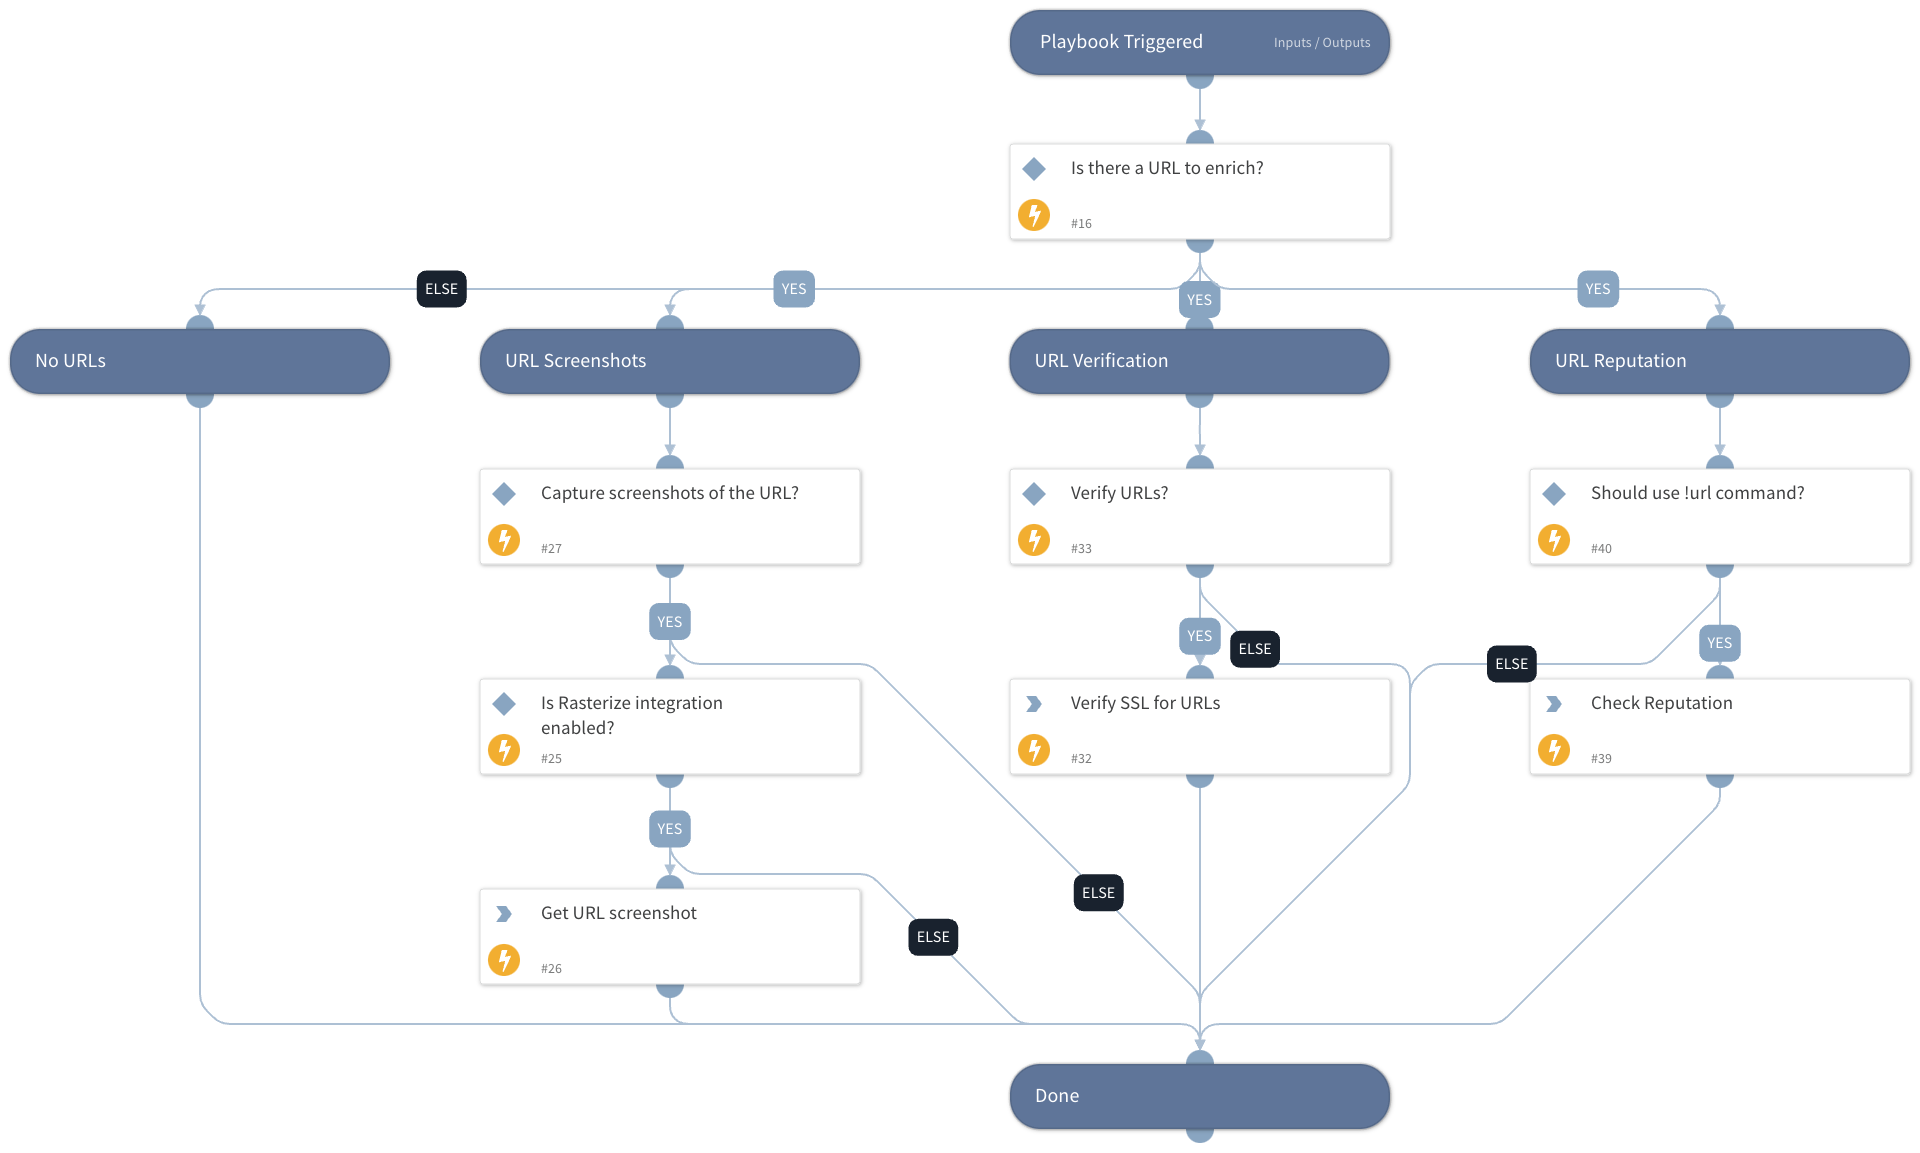 Playbook Triggered
Inputs / Outputs
Is there a URL to enrich?
#16
ELSE
YES
YES
YES
No URLs
URL Screenshots
URL Verification
URL Reputation
Capture screenshots of the URL?
#27
Verify URLs?
#33
Should use !url command?
#40
YES
YES
ELSE
ELSE
YES
Is Rasterize integration
enabled?
#25
Verify SSL for URLs
#32
Check Reputation
#39
YES
ELSE
Get URL screenshot
#26
ELSE
Done